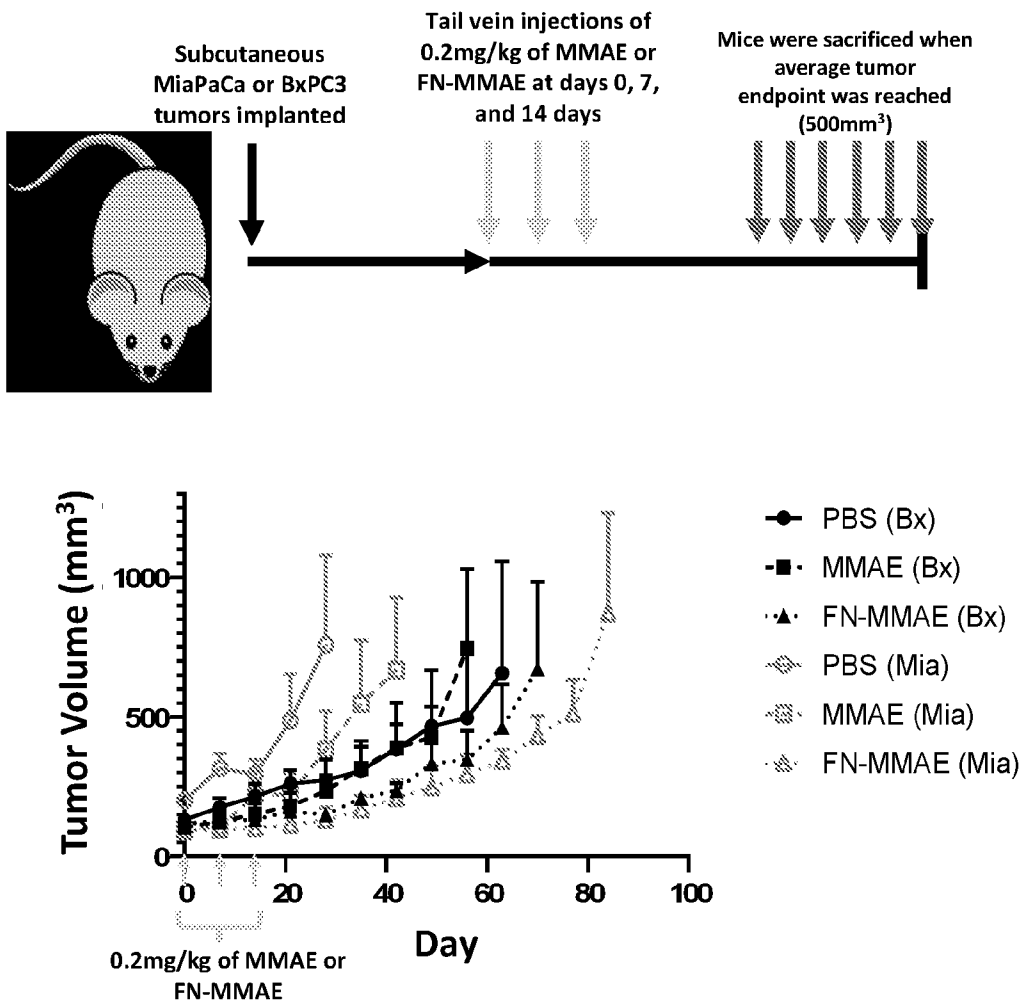 Subcutaneous
MiaPaCa or BxPC3
tumors implanted
Tail vein injections of
0.2mg/kg of MMAE or
FN-MMAE at days 0, 7,
and 14 days
Mice were sacrificed when
average tumor
endpoint was reached
(500mm³)
Tumor Volume (mm³)
1000
500
0
0 20 40 60 80 100
Day
0.2mg/kg of MMAE or
FN-MMAE
PBS (Bx)
MMAE (Bx)
FN-MMAE (Bx)
PBS (Mia)
MMAE (Mia)
FN-MMAE (Mia)